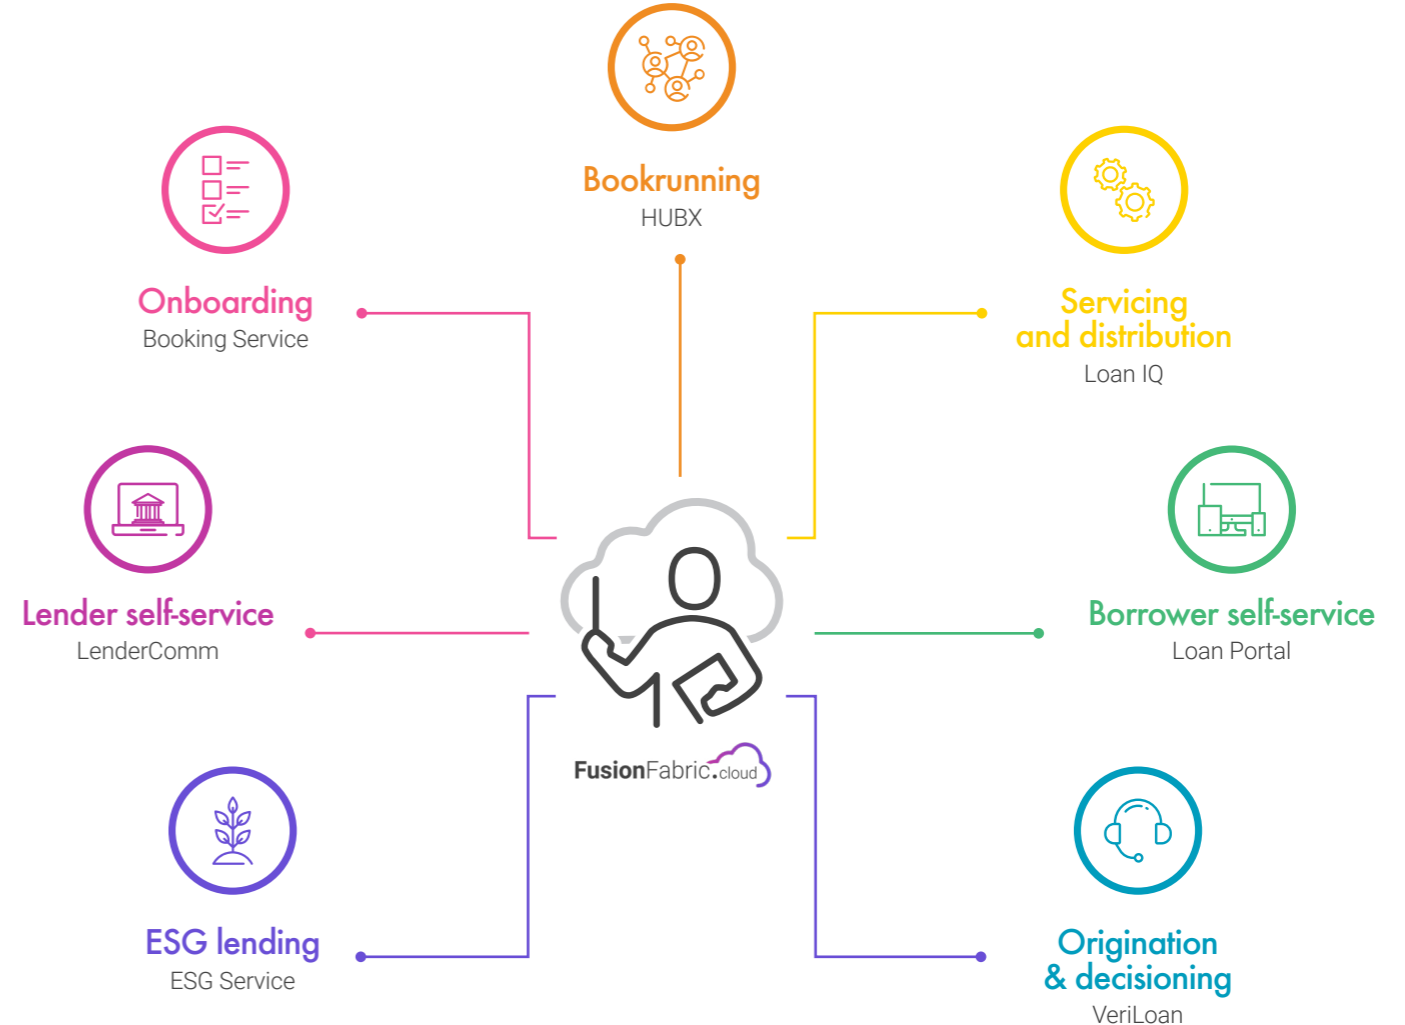 Bookrunning
HUBX
Onboarding
Booking Service
Servicing
and distribution
Loan IQ
Lender self-service
LenderComm
Borrower self-service
Loan Portal
FusionFabric.cloud
ESG lending
ESG Service
Origination
& decisioning
VeriLoan